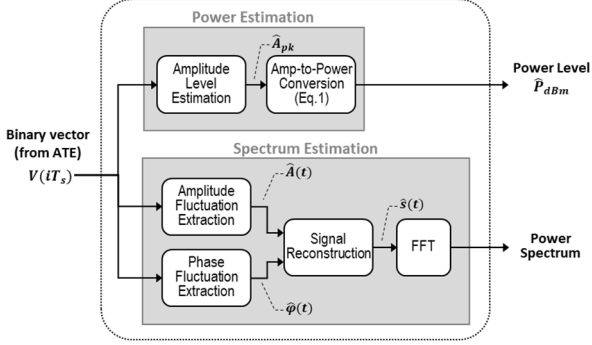 Power Estimation
Â_pk
Amplitude
Level
Estimation
Amp-to-Power
Conversion
(Eq.1)
Power Level
P̂_dBm
Binary vector
(from ATE)
V(iT_s)
Spectrum Estimation
Â(t)
Amplitude
Fluctuation
Extraction
ŝ(t)
Signal
Reconstruction
FFT
Power
Spectrum
Phase
Fluctuation
Extraction
φ̂(t)